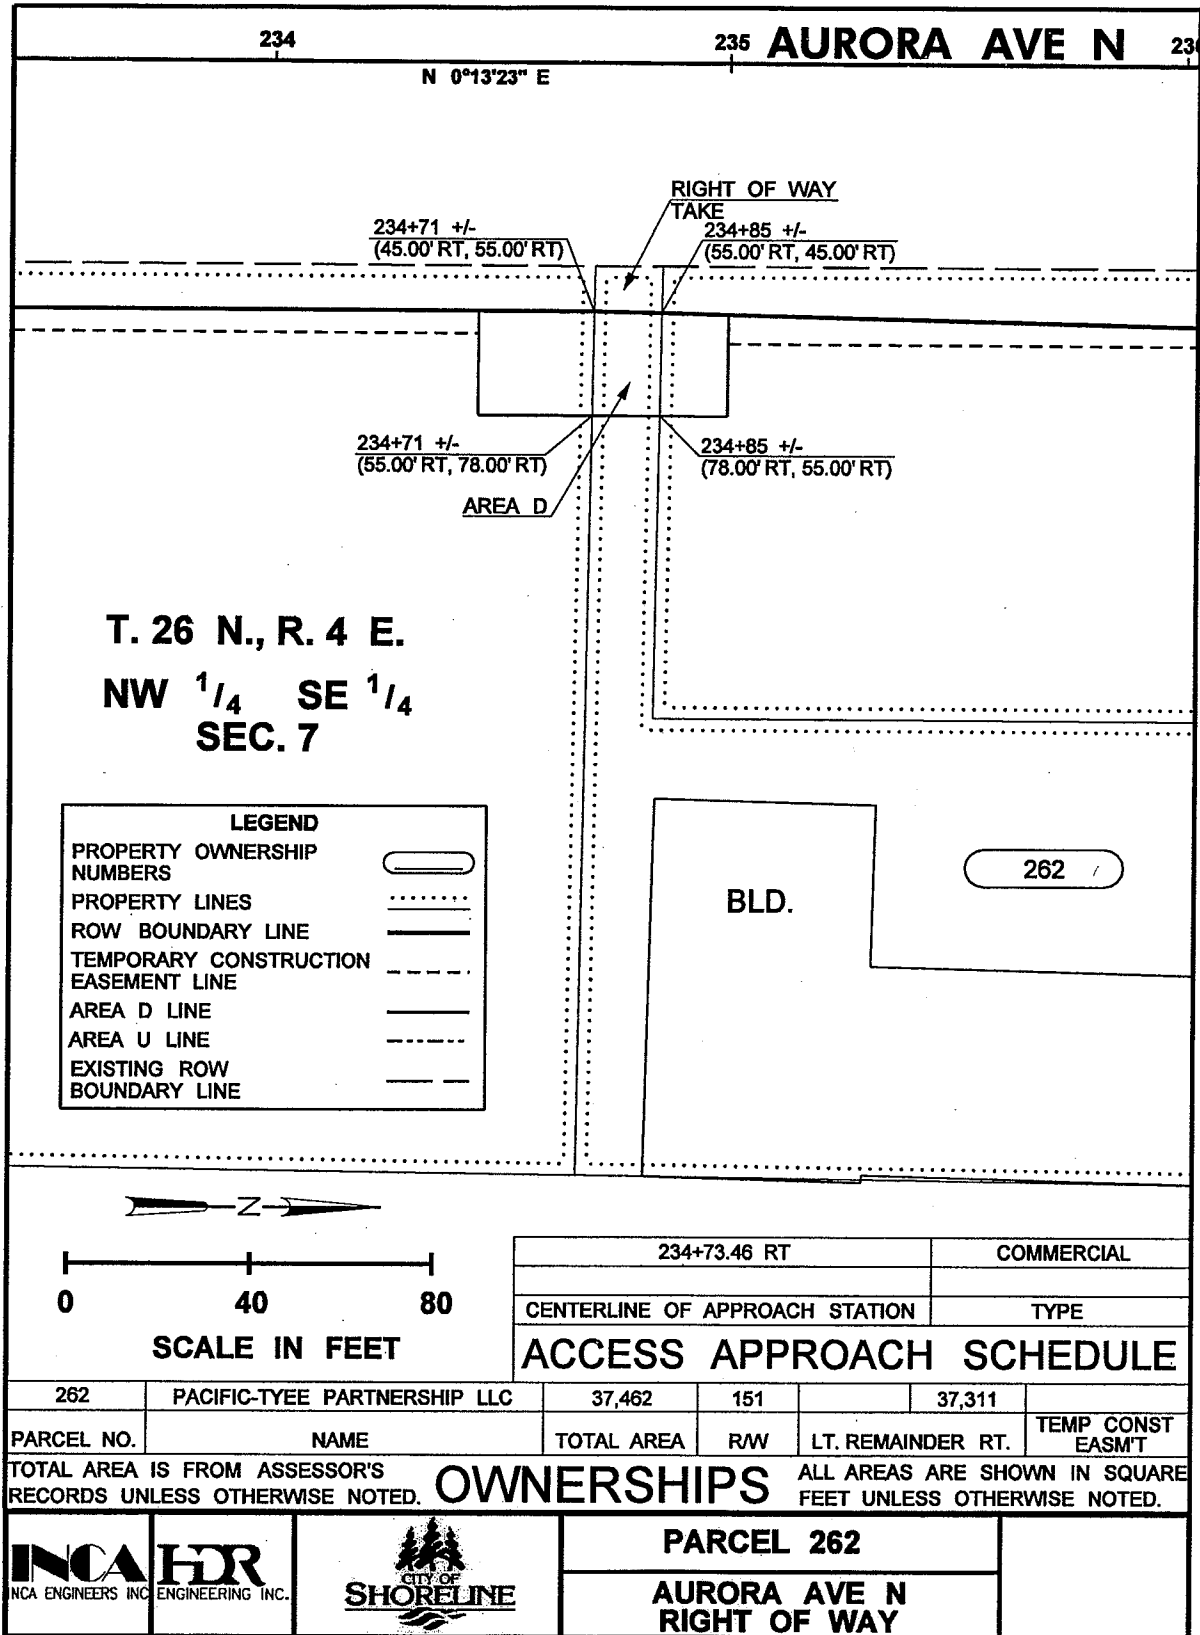 234
235
AURORA AVE N
N 0°13'23" E
RIGHT OF WAY
TAKE
234+71 +/-
(45.00' RT, 55.00' RT)
234+85 +/-
(55.00' RT, 45.00' RT)
234+71 +/-
(55.00' RT, 78.00' RT)
234+85 +/-
(78.00' RT, 55.00' RT)
AREA D
T. 26 N., R. 4 E.
NW 1/4 SE 1/4
SEC. 7
LEGEND
PROPERTY OWNERSHIP
NUMBERS
PROPERTY LINES
ROW BOUNDARY LINE
TEMPORARY CONSTRUCTION
EASEMENT LINE
AREA D LINE
AREA U LINE
EXISTING ROW
BOUNDARY LINE
BLD.
262
Z
0 40 80
SCALE IN FEET
234+73.46 RT COMMERCIAL
CENTERLINE OF APPROACH STATION TYPE
ACCESS APPROACH SCHEDULE
262 PACIFIC-TYEE PARTNERSHIP LLC 37,462 151 37,311
PARCEL NO. NAME TOTAL AREA R/W LT. REMAINDER RT. TEMP CONST
EASM'T
TOTAL AREA IS FROM ASSESSOR'S
RECORDS UNLESS OTHERWISE NOTED.
OWNERSHIPS
ALL AREAS ARE SHOWN IN SQUARE
FEET UNLESS OTHERWISE NOTED.
INCA
INCA ENGINEERS INC
HDR
ENGINEERING INC.
CITY OF
SHORELINE
PARCEL 262
AURORA AVE N
RIGHT OF WAY